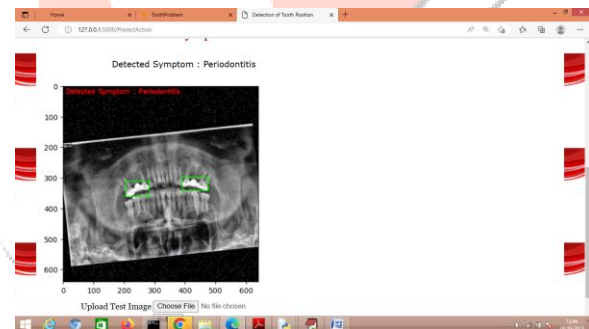 Home ToothProblem Detection of Tooth Position
127.0.0.1:5000/PredictAction
Detected Symptom : Periodontitis
Detected Symptom : Periodontitis
0
100
200
300
400
500
600
0 100 200 300 400 500 600
Upload Test Image Choose File No file chosen